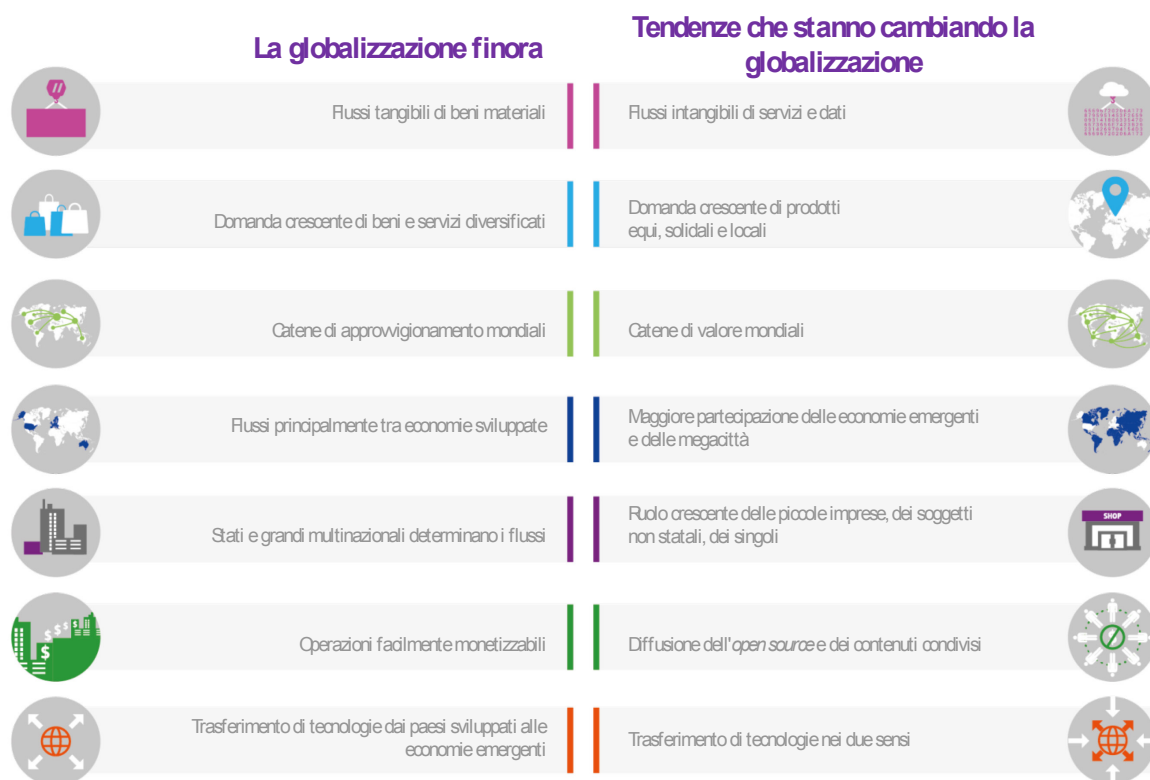 La globalizzazione finora
Tendenze che stanno cambiando la
globalizzazione
Flussi tangibili di beni materiali
Flussi intangibili di servizi e dati
Domanda crescente di beni e servizi diversificati
Domanda crescente di prodotti
equi, solidali e locali
Catene di approvvigionamento mondiali
Catene di valore mondiali
Flussi principalmente tra economie sviluppate
Maggiore partecipazione delle economie emergenti
e delle megacittà
Stati e grandi multinazionali determinano i flussi
Ruolo crescente delle piccole imprese, dei soggetti
non statali, dei singoli
SHOP
Operazioni facilmente monetizzabili
Diffusione dell'open source e dei contenuti condivisi
Trasferimento di tecnologie dai paesi sviluppati alle
economie emergenti
Trasferimento di tecnologie nei due sensi